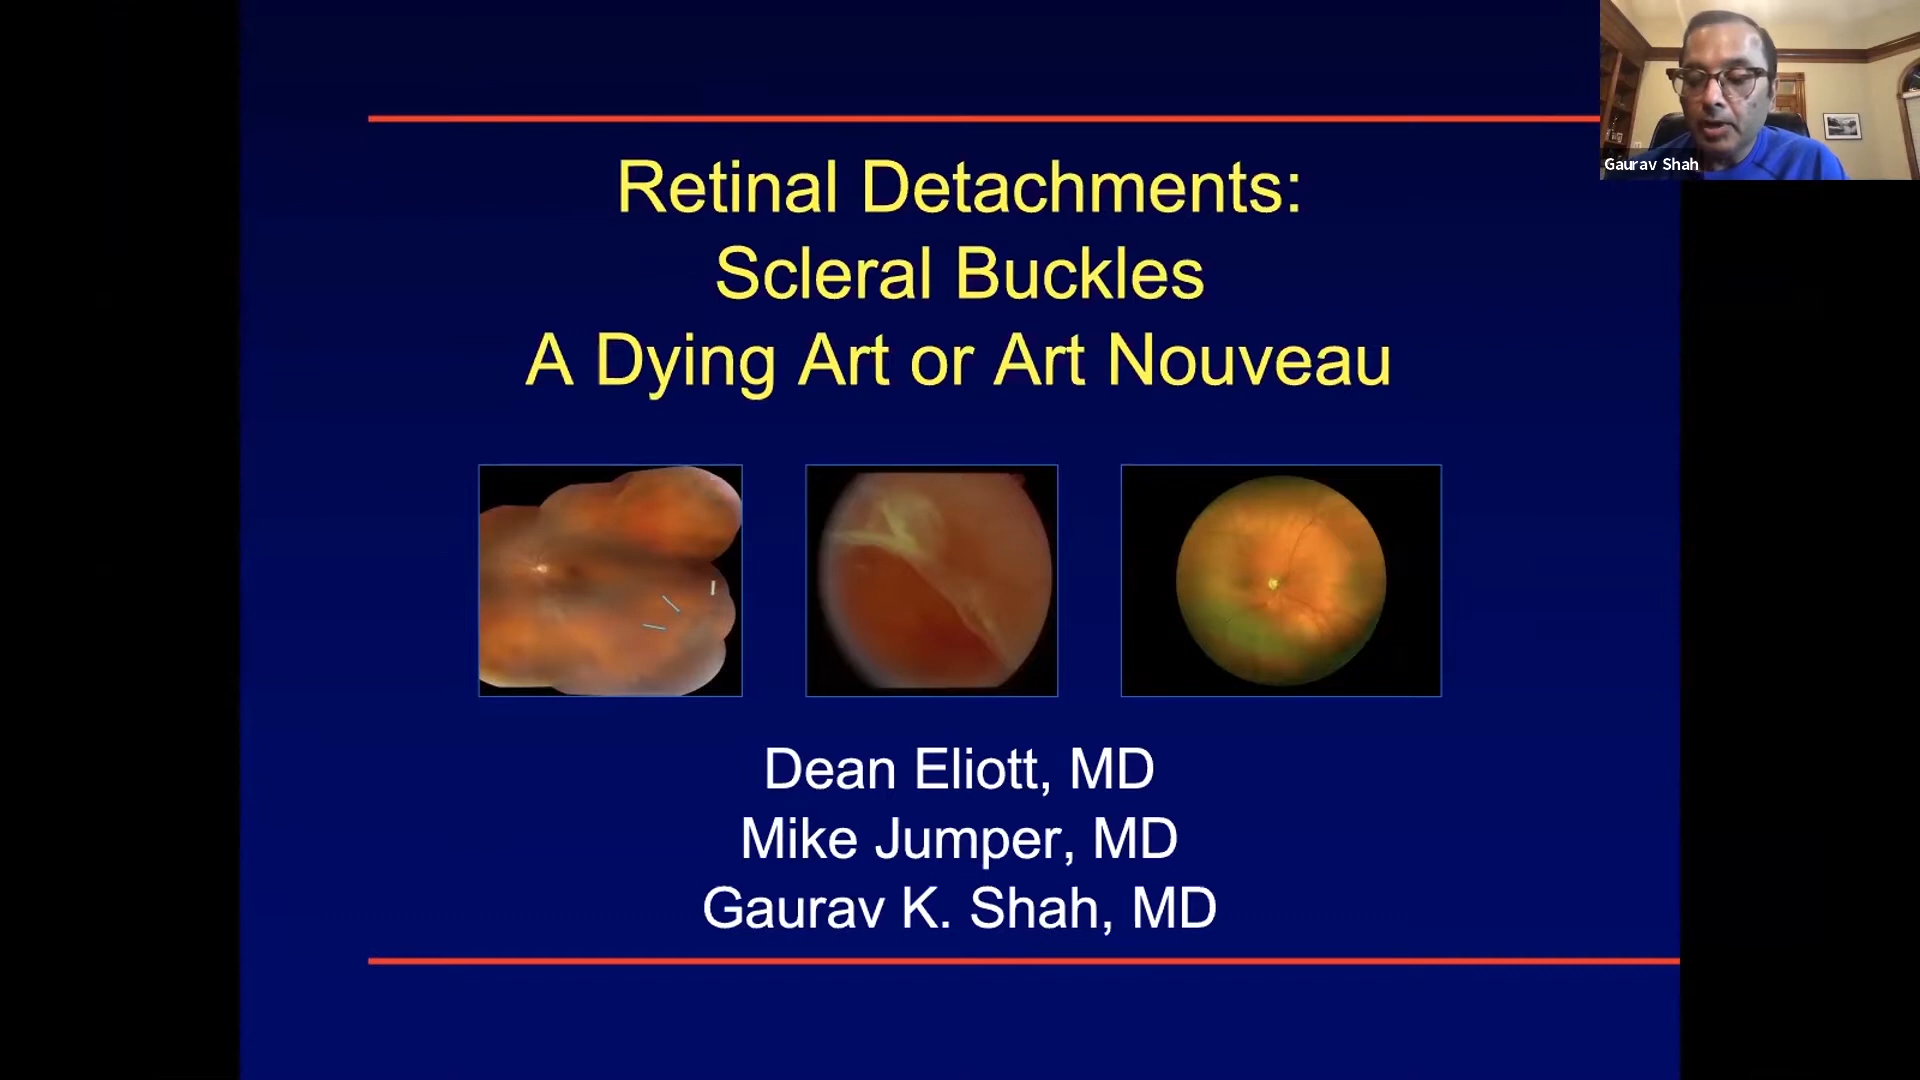 Retinal Detachments:
Scleral Buckles
A Dying Art or Art Nouveau
Dean Eliott, MD
Mike Jumper, MD
Gaurav K. Shah, MD
Gaurav Shah